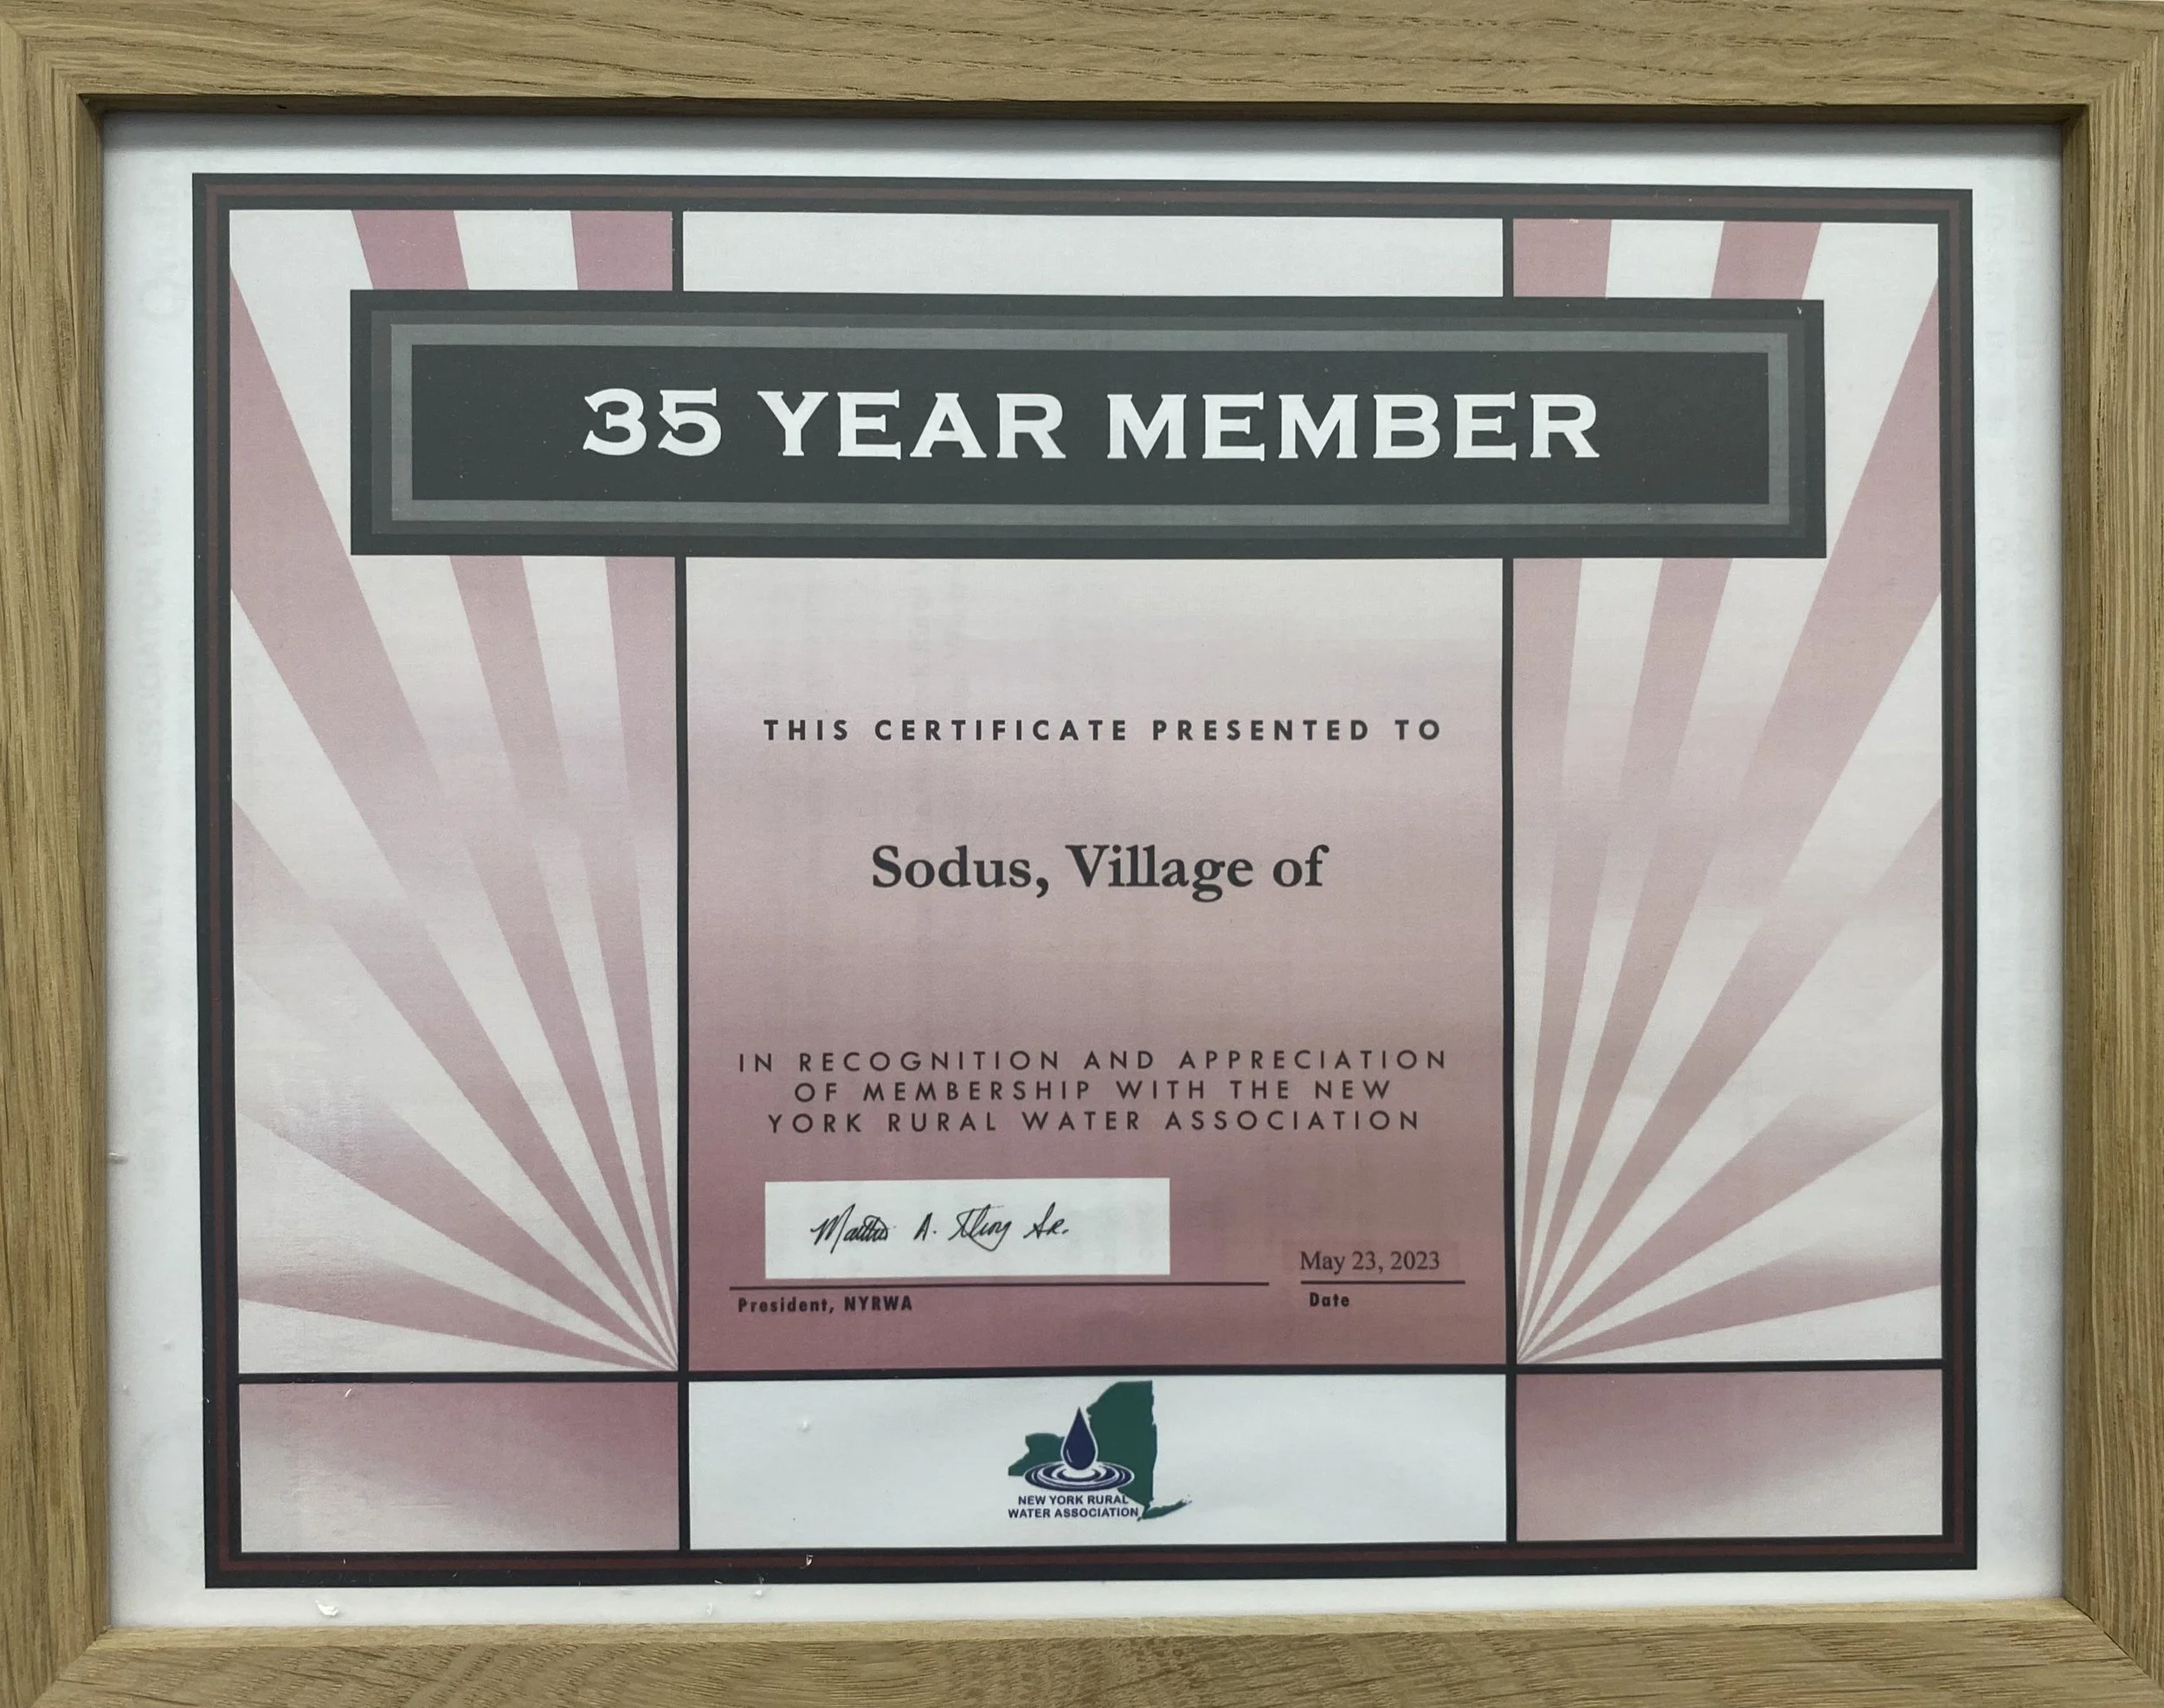 35 YEAR MEMBER
THIS CERTIFICATE PRESENTED TO
Sodus, Village of
IN RECOGNITION AND APPRECIATION
OF MEMBERSHIP WITH THE NEW
YORK RURAL WATER ASSOCIATION
A. Sr.
May 23, 2023
President, NYRWA
Date
NEW YORK RURAL
WATER ASSOCIATION